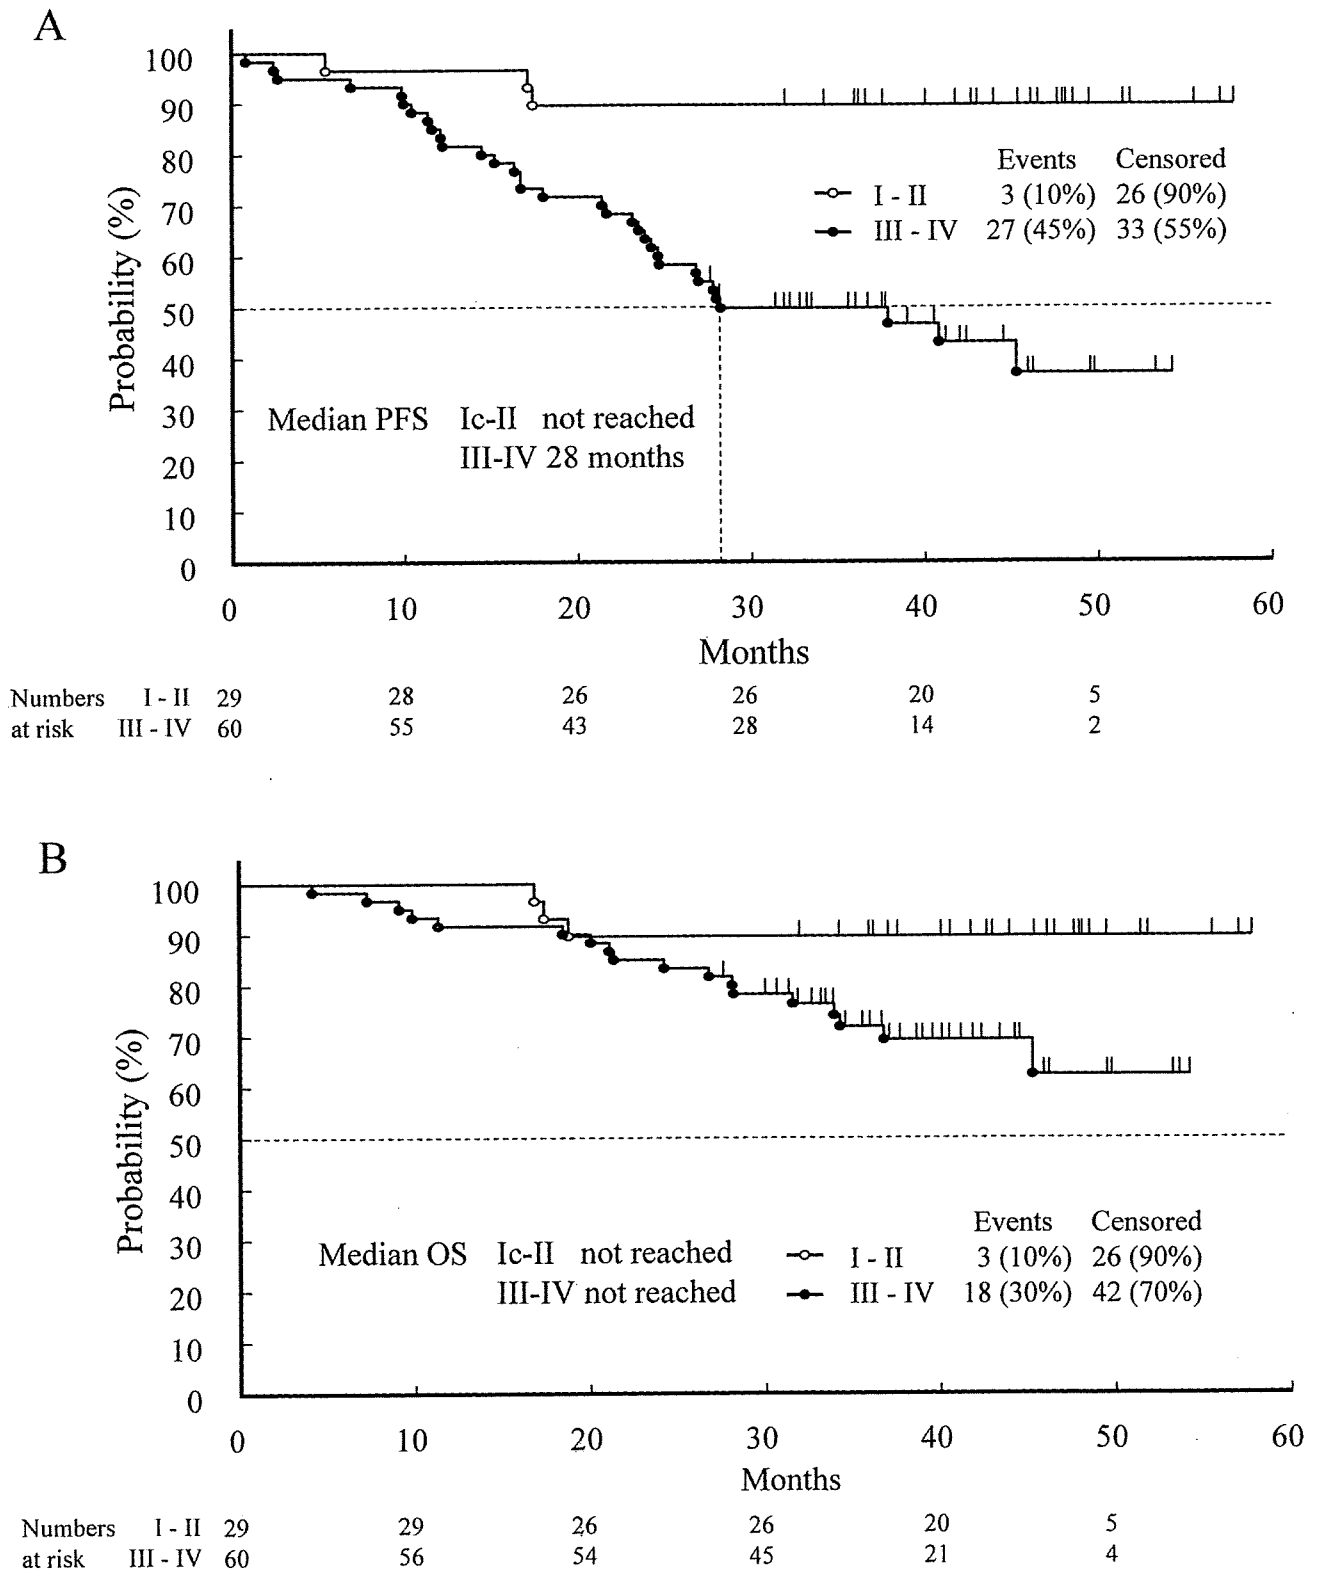 A
100
90
80
70
60
50
40
30
20
10
0
Probability (%)
Events Censored
I - II 3 (10%) 26 (90%)
III - IV 27 (45%) 33 (55%)
Median PFS Ic-II not reached
III-IV 28 months
0 10 20 30 40 50 60
Months
Numbers I - II 29 28 26 26 20 5
at risk III - IV 60 55 43 28 14 2
B
100
90
80
70
60
50
40
30
20
10
0
Probability (%)
Events Censored
Median OS Ic-II not reached I - II 3 (10%) 26 (90%)
III-IV not reached III - IV 18 (30%) 42 (70%)
0 10 20 30 40 50 60
Months
Numbers I - II 29 29 26 26 20 5
at risk III - IV 60 56 54 45 21 4